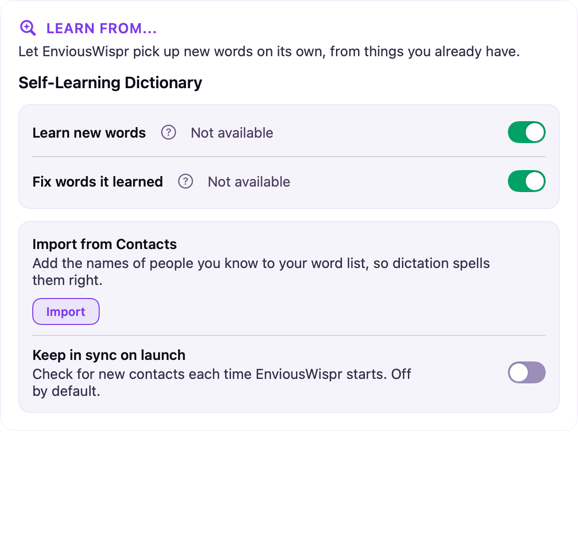 LEARN FROM...
Let EnviousWispr pick up new words on its own, from things you already have.
Self-Learning Dictionary
Learn new words ? Not available
Fix words it learned ? Not available
Import from Contacts
Add the names of people you know to your word list, so dictation spells
them right.
Import
Keep in sync on launch
Check for new contacts each time EnviousWispr starts. Off
by default.